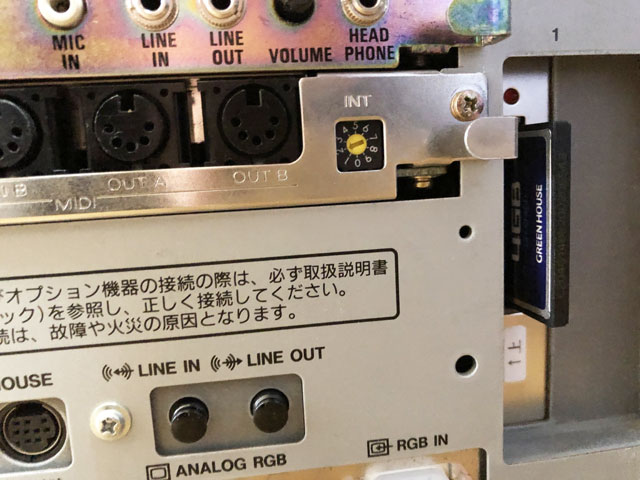 MIC
IN
LINE
IN
LINE
OUT
VOLUME
HEAD
PHONE
1
INT
B
OUT A
OUT B
MIDI
GREEN HOUSE
オプション機器の接続の際は、必ず取扱説明書
ック)を参照し、正しく接続してください。
続は、故障や火災の原因となります。
↑上
OUSE
LINE IN
LINE OUT
ANALOG RGB
RGB IN